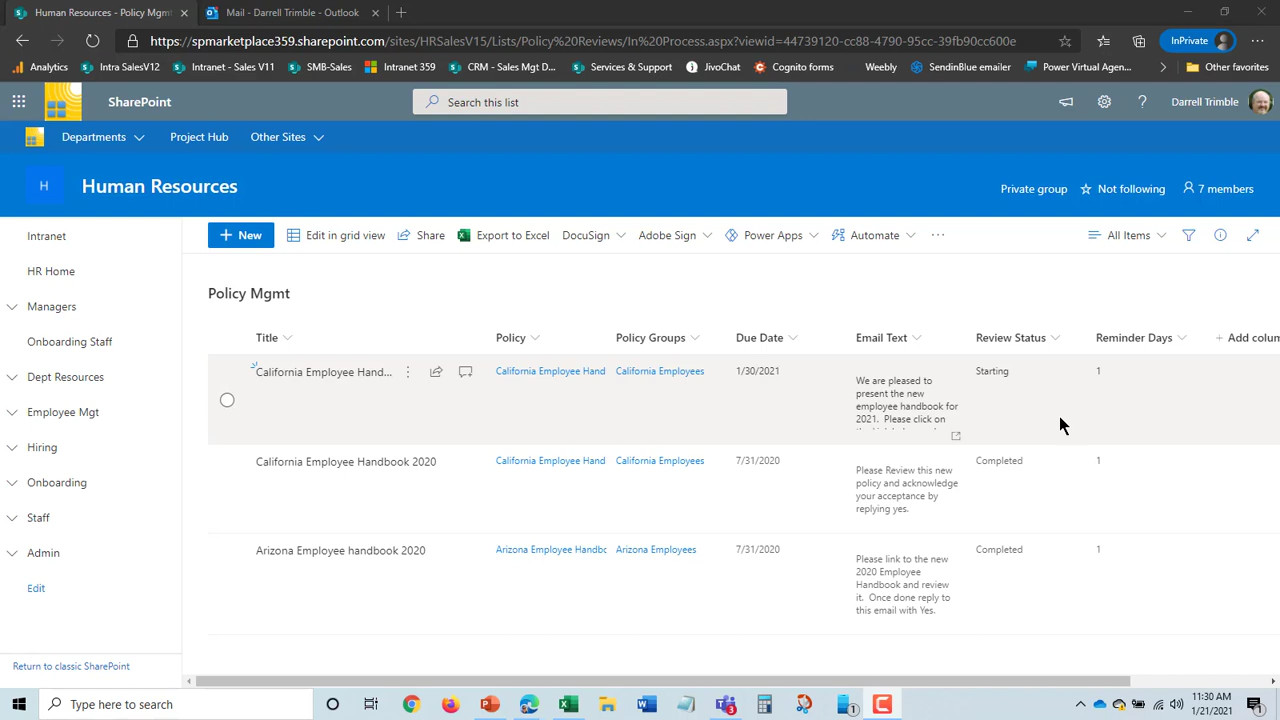 Human Resources - Policy Mgmt
Mail - Darrell Trimble - Outlook
https://spmarketplace359.sharepoint.com/sites/HRSalesV15/Lists/Policy%20Reviews/In%20Process.aspx?viewid=44739120-cc88-4790-95cc-39fb90cc600e
InPrivate
Analytics
Intra SalesV12
Intranet - Sales V11
SMB-Sales
Intranet 359
CRM - Sales Mgt D...
Services & Support
JivoChat
Cognito forms
Weebly
SendinBlue emailer
Power Virtual Agen...
Other favorites
SharePoint
Search this list
Darrell Trimble
Departments
Project Hub
Other Sites
H
Human Resources
Private group
Not following
7 members
Intranet
HR Home
Managers
Onboarding Staff
Dept Resources
Employee Mgt
Hiring
Onboarding
Staff
Admin
Edit
Return to classic SharePoint
+ New
Edit in grid view
Share
Export to Excel
DocuSign
Adobe Sign
Power Apps
Automate
...
All Items
Policy Mgmt
Title
Policy
Policy Groups
Due Date
Email Text
Review Status
Reminder Days
+ Add colum
California Employee Hand...
California Employee Hand
California Employees
1/30/2021
We are pleased to
present the new
employee handbook for
2021. Please click on
Starting
1
California Employee Handbook 2020
California Employee Hand
California Employees
7/31/2020
Please Review this new
policy and acknowledge
your acceptance by
replying yes.
Completed
1
Arizona Employee handbook 2020
Arizona Employee Handbo
Arizona Employees
7/31/2020
Please link to the new
2020 Employee
Handbook and review
it. Once done reply to
this email with Yes.
Completed
1
Type here to search
11:30 AM
1/21/2021